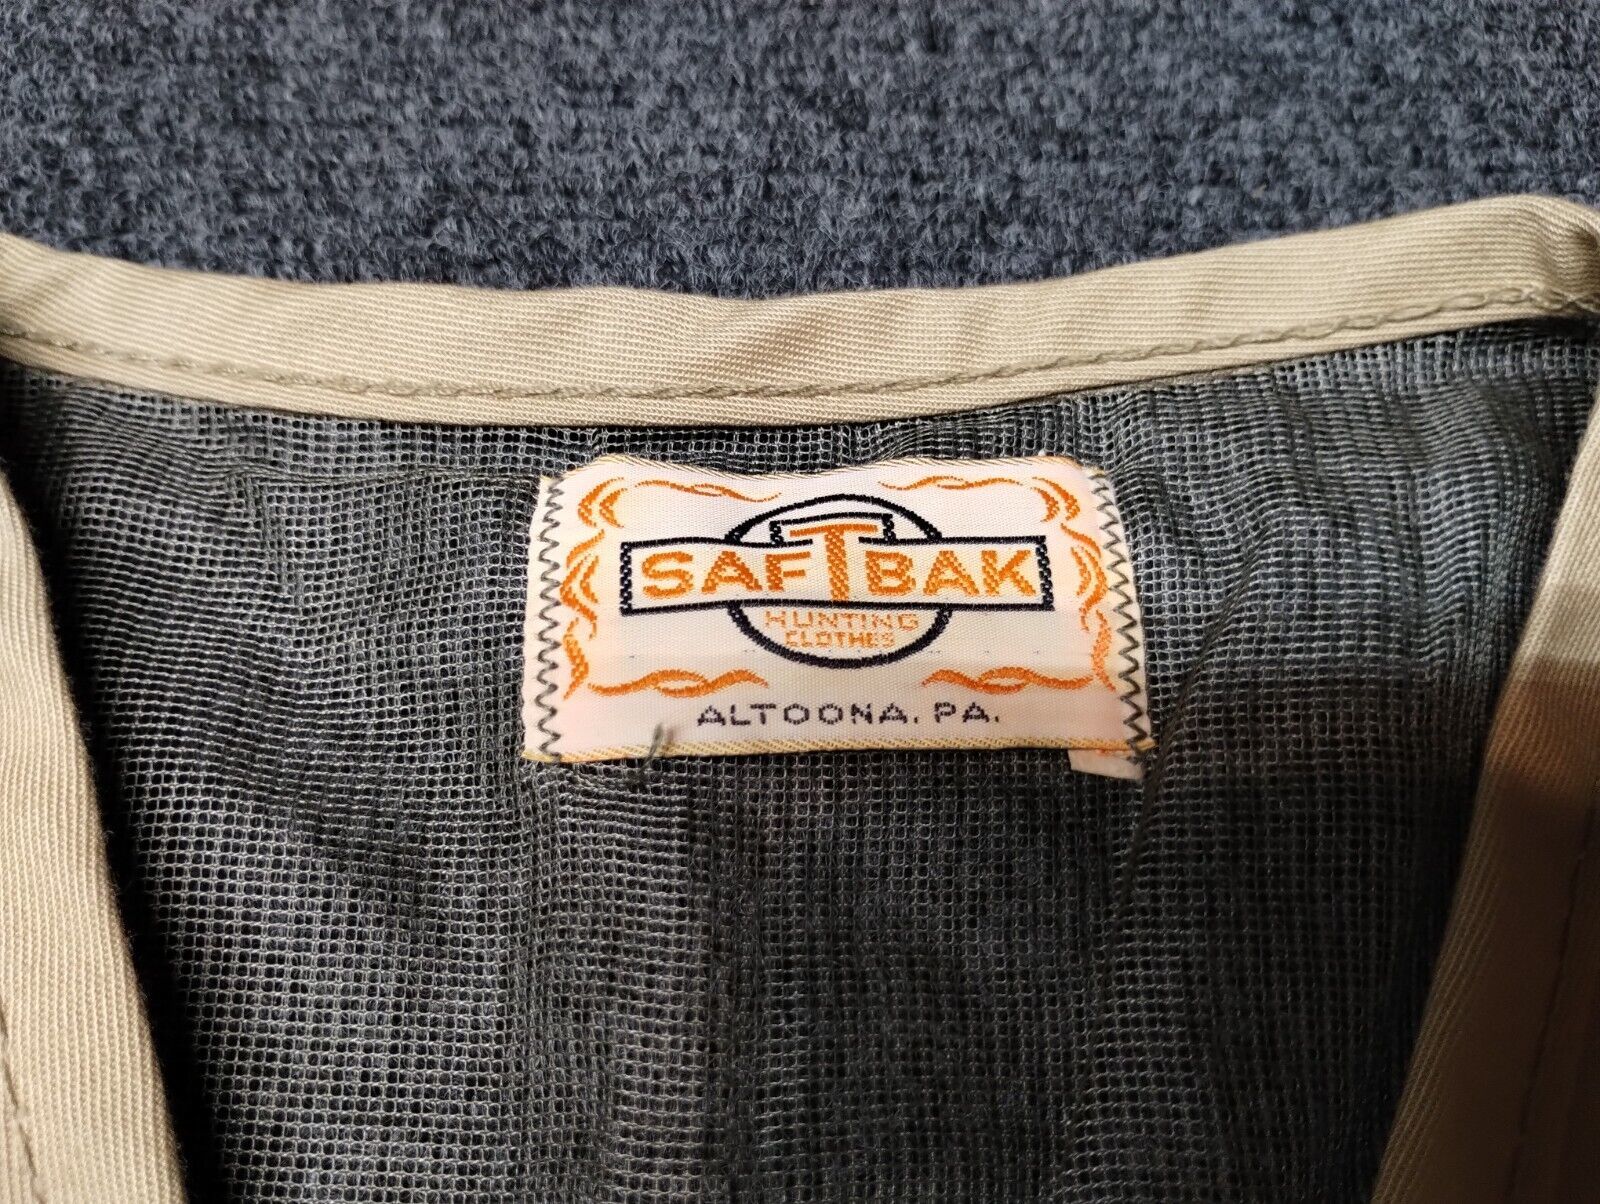 SAFTBAK
HUNTING
CLOTHES
ALTOONA, PA.